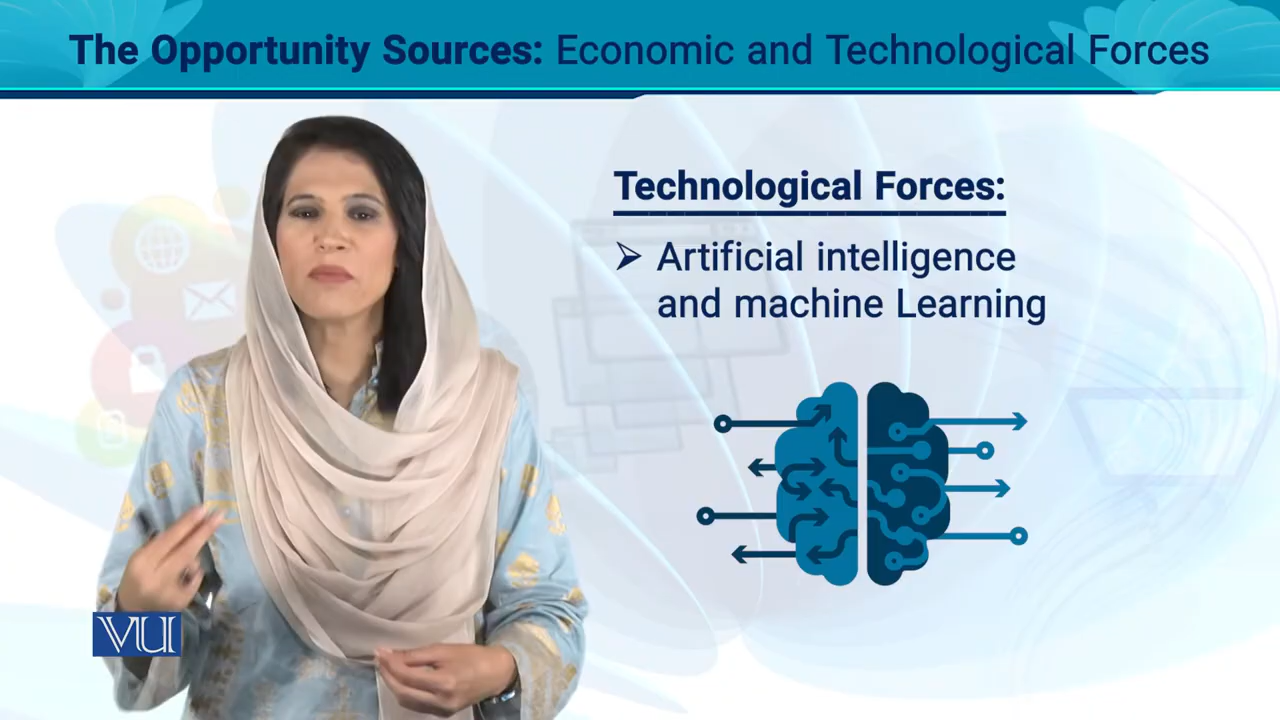 The Opportunity Sources: Economic and Technological Forces
Technological Forces:
➢ Artificial intelligence
and machine Learning
VU